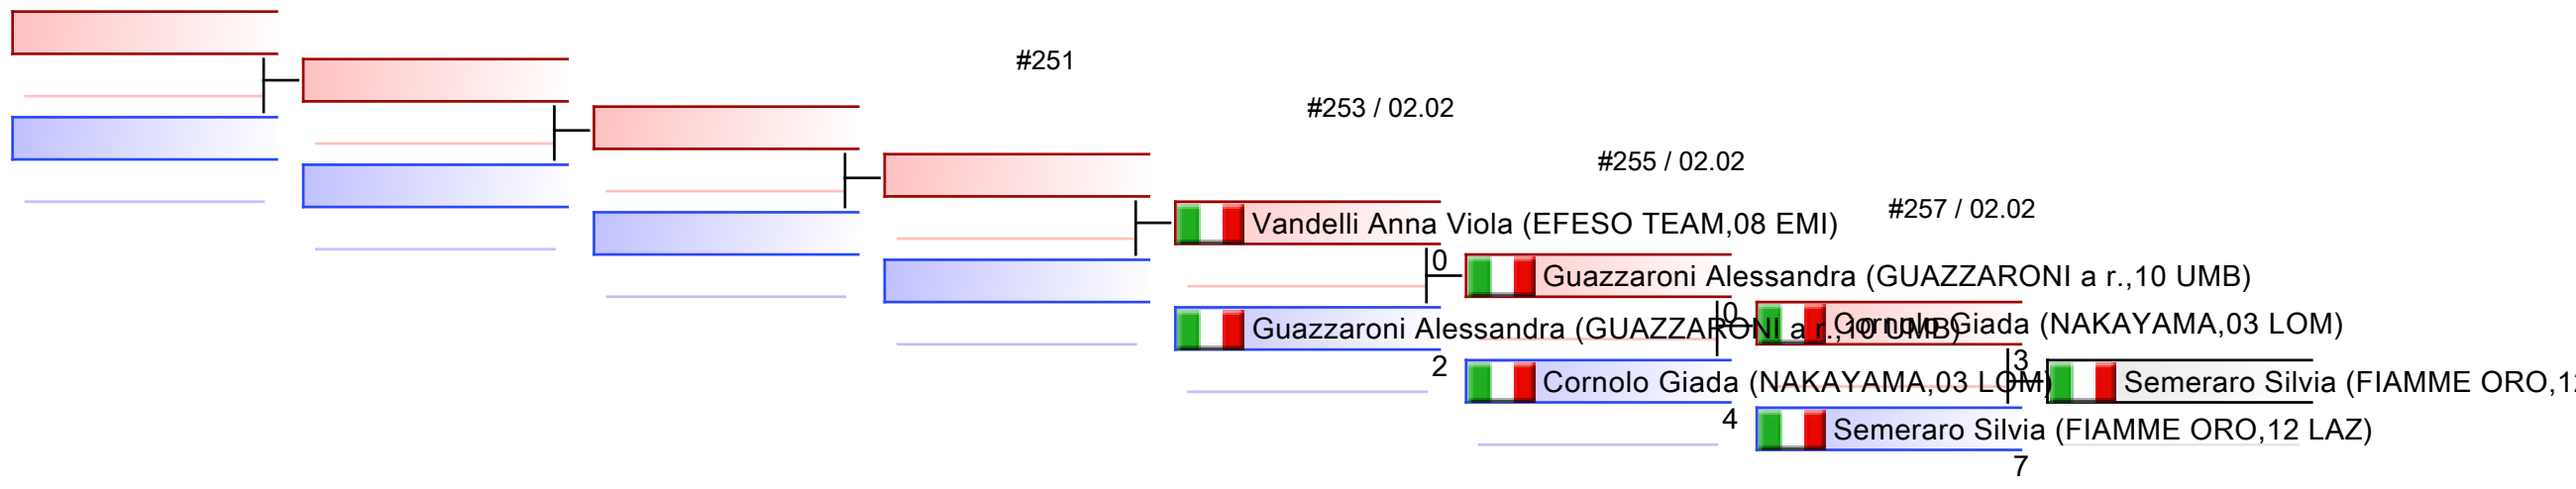 #251
#253 / 02.02
#255 / 02.02
#257 / 02.02
Vandelli Anna Viola (EFESO TEAM,08 EMI)
0
Guazzaroni Alessandra (GUAZZARONI a r.,10 UMB)
0
Cornolo Giada (NAKAYAMA,03 LOM)
Guazzaroni Alessandra (GUAZZARONI a r.,10 UMB)
2
3
Cornolo Giada (NAKAYAMA,03 LOM)
Semeraro Silvia (FIAMME ORO,12
4
Semeraro Silvia (FIAMME ORO,12 LAZ)
7